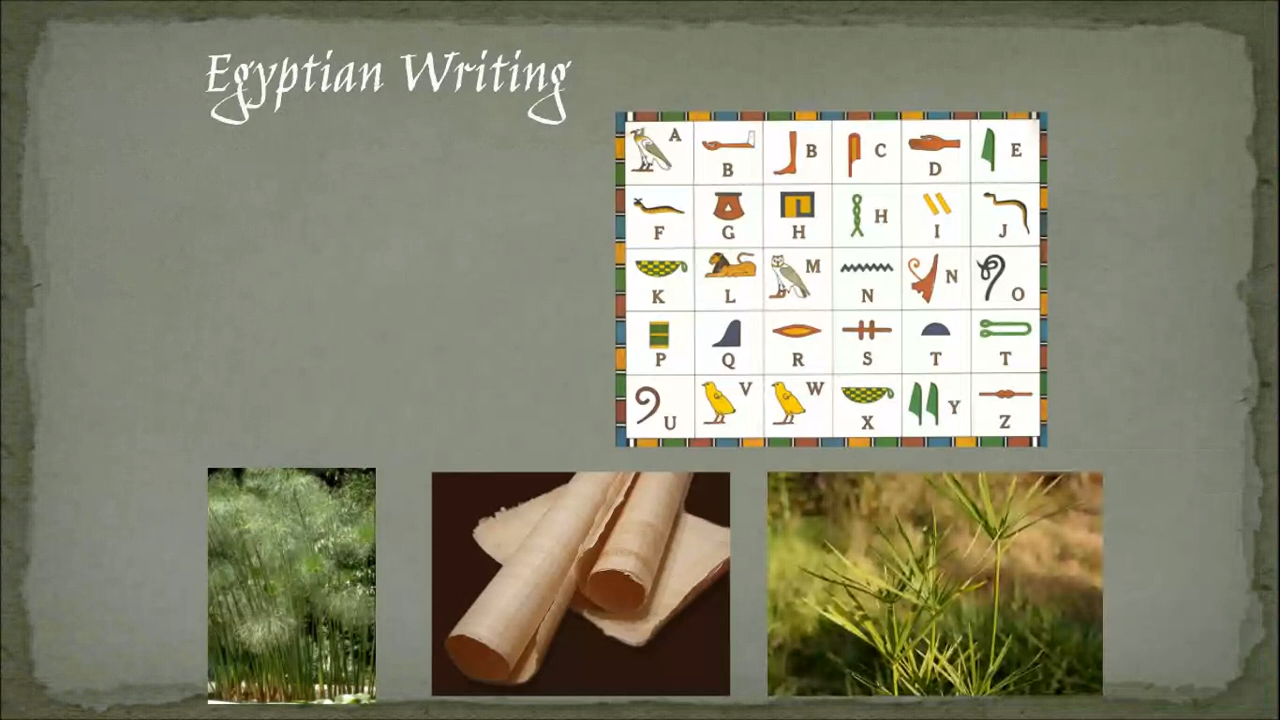 Egyptian Writing
A B B C D E
F G H H I J
K L M N N O
P Q R S T T
U V W X Y Z